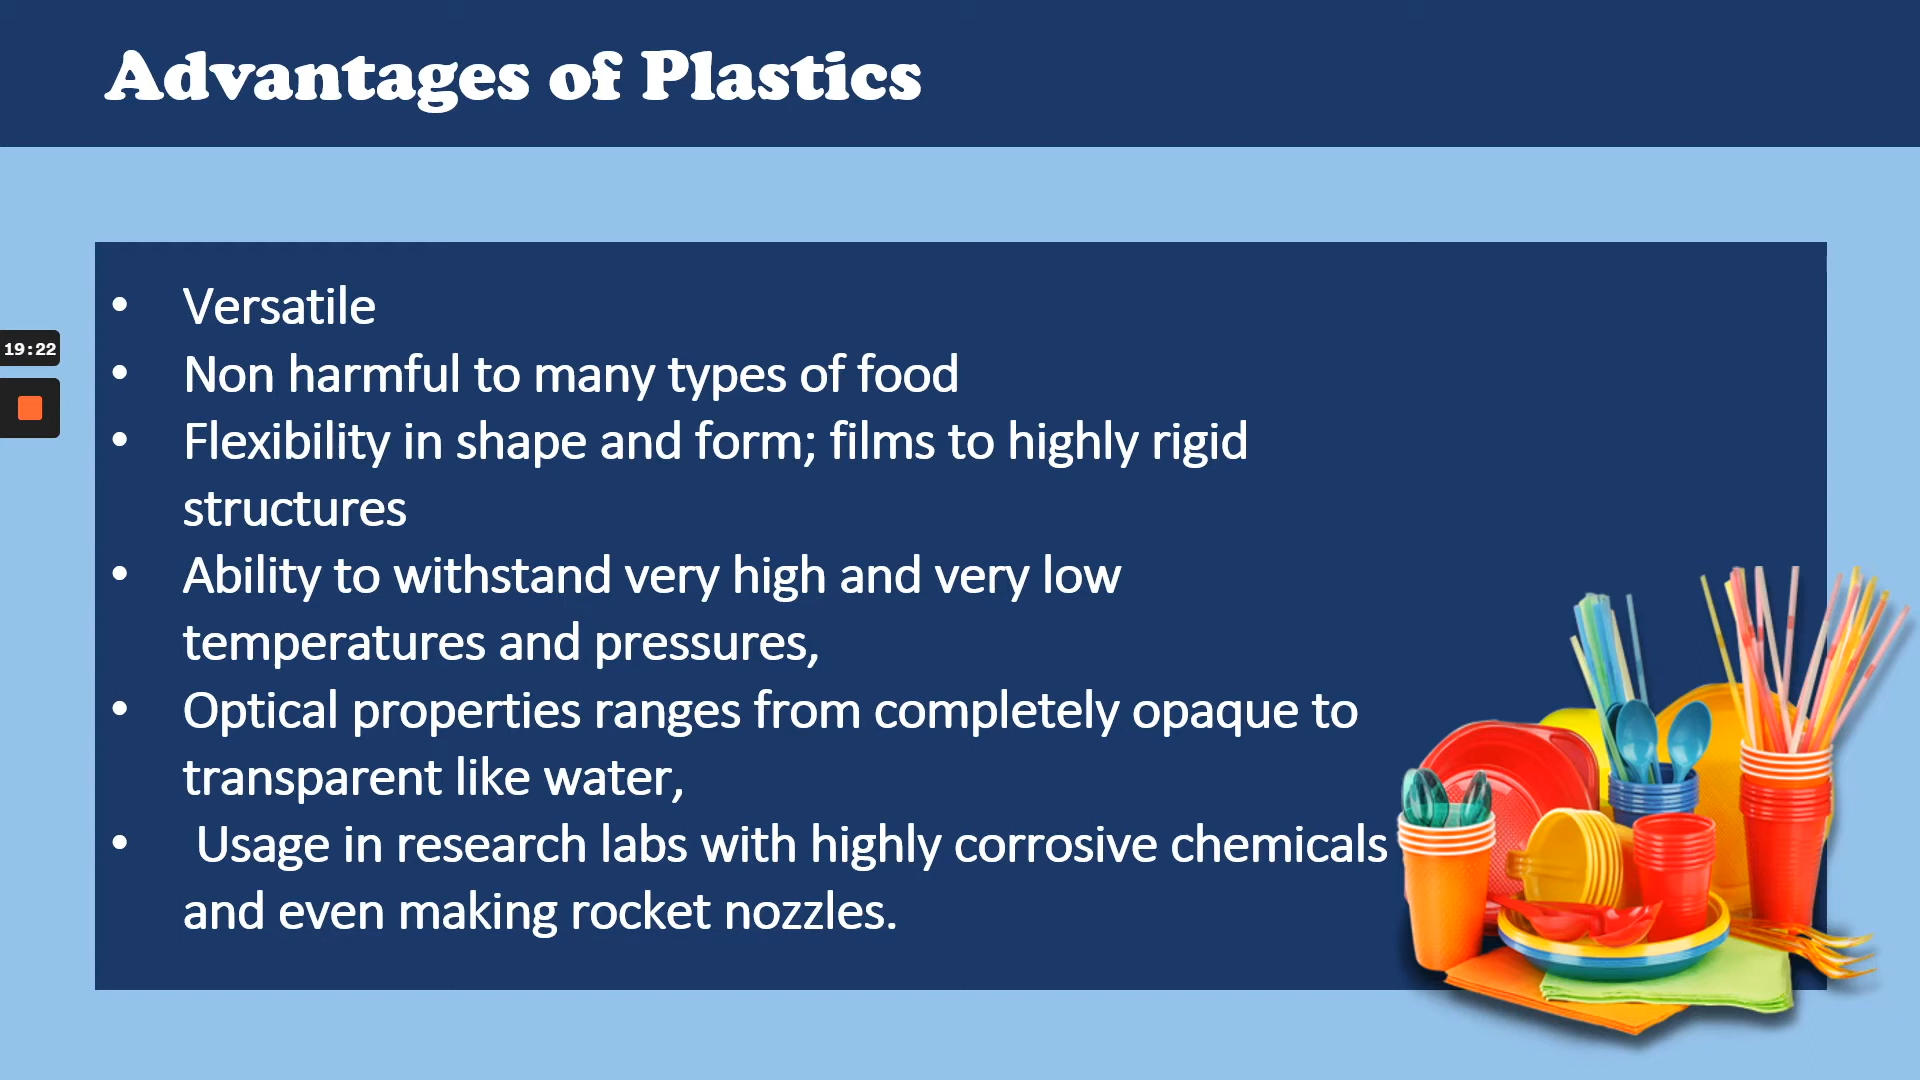 Advantages of Plastics
19:22
• Versatile
• Non harmful to many types of food
• Flexibility in shape and form; films to highly rigid
structures
• Ability to withstand very high and very low
temperatures and pressures,
• Optical properties ranges from completely opaque to
transparent like water,
• Usage in research labs with highly corrosive chemicals
and even making rocket nozzles.